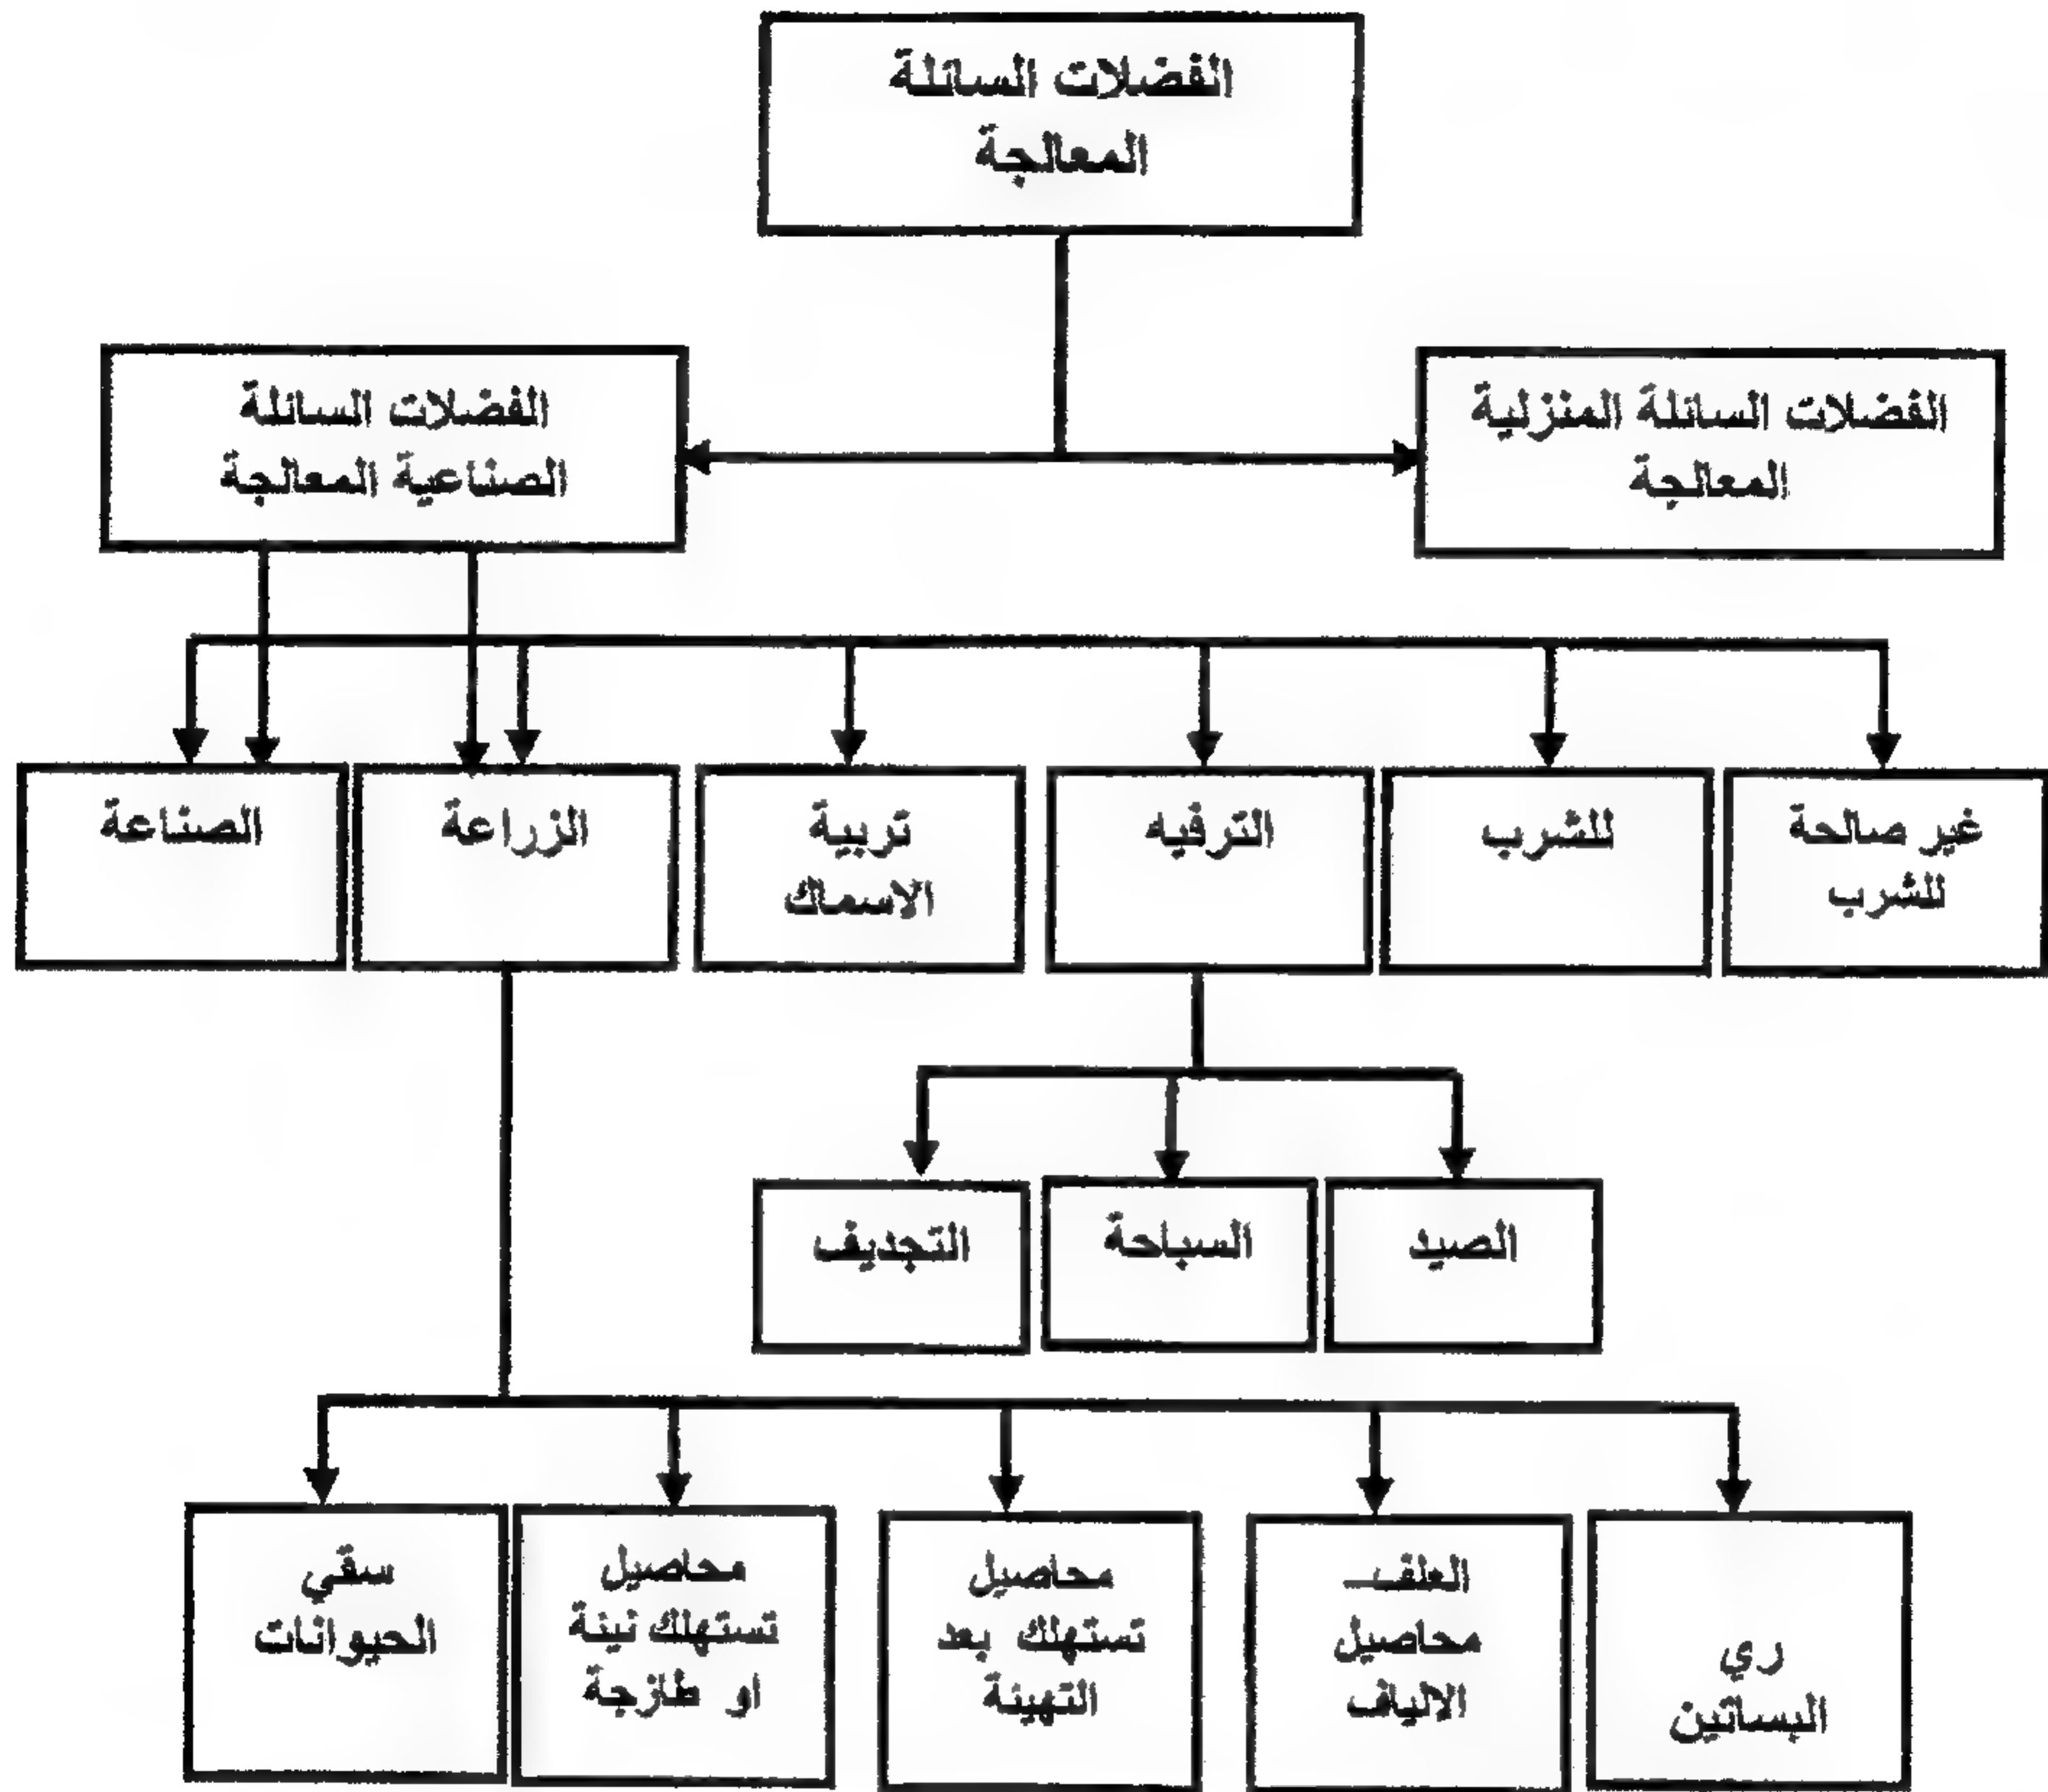 الفضلات السائلة
المعالجة
الفضلات السائلة المنزلية
المعالجة
الفضلات السائلة
الصناعية المعالجة
غير صالحة
للشرب
للشرب
الترفيه
تربية
الاسماك
الزراعة
الصناعة
الصيد
السباحة
التجديف
ري
البساتين
العلف
محاصيل
الالياف
محاصيل
تستهلك بعد
التهيئة
محاصيل
تستهلك نيئة
او طازجة
سقي
الحيوانات